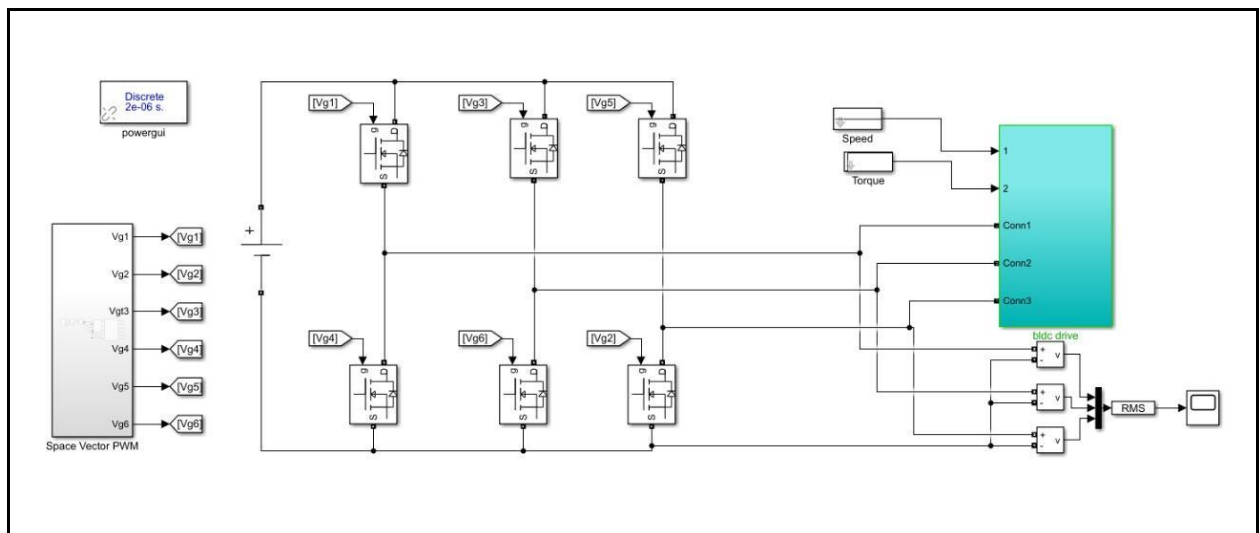 Discrete
2e-06 s.
powergui
[Vg1]
[Vg3]
[Vg5]
g
D
S
g
D
S
g
D
S
Speed
Torque
1
2
Conn1
Conn2
Conn3
bldc drive
+
Vg1
Vg2
Vgt3
Vg4
Vg5
Vg6
[Vg1]
[Vg2]
[Vg3]
[Vg4]
[Vg5]
[Vg6]
Space Vector PWM
[Vg4]
[Vg6]
[Vg2]
g
D
S
g
D
S
g
D
S
+
-
v
+
-
v
+
-
v
RMS